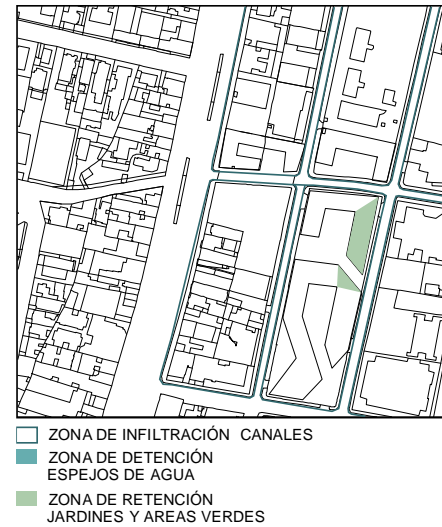 ZONA DE INFILTRACIÓN CANALES
ZONA DE DETENCIÓN
ESPEJOS DE AGUA
ZONA DE RETENCIÓN
JARDINES Y AREAS VERDES